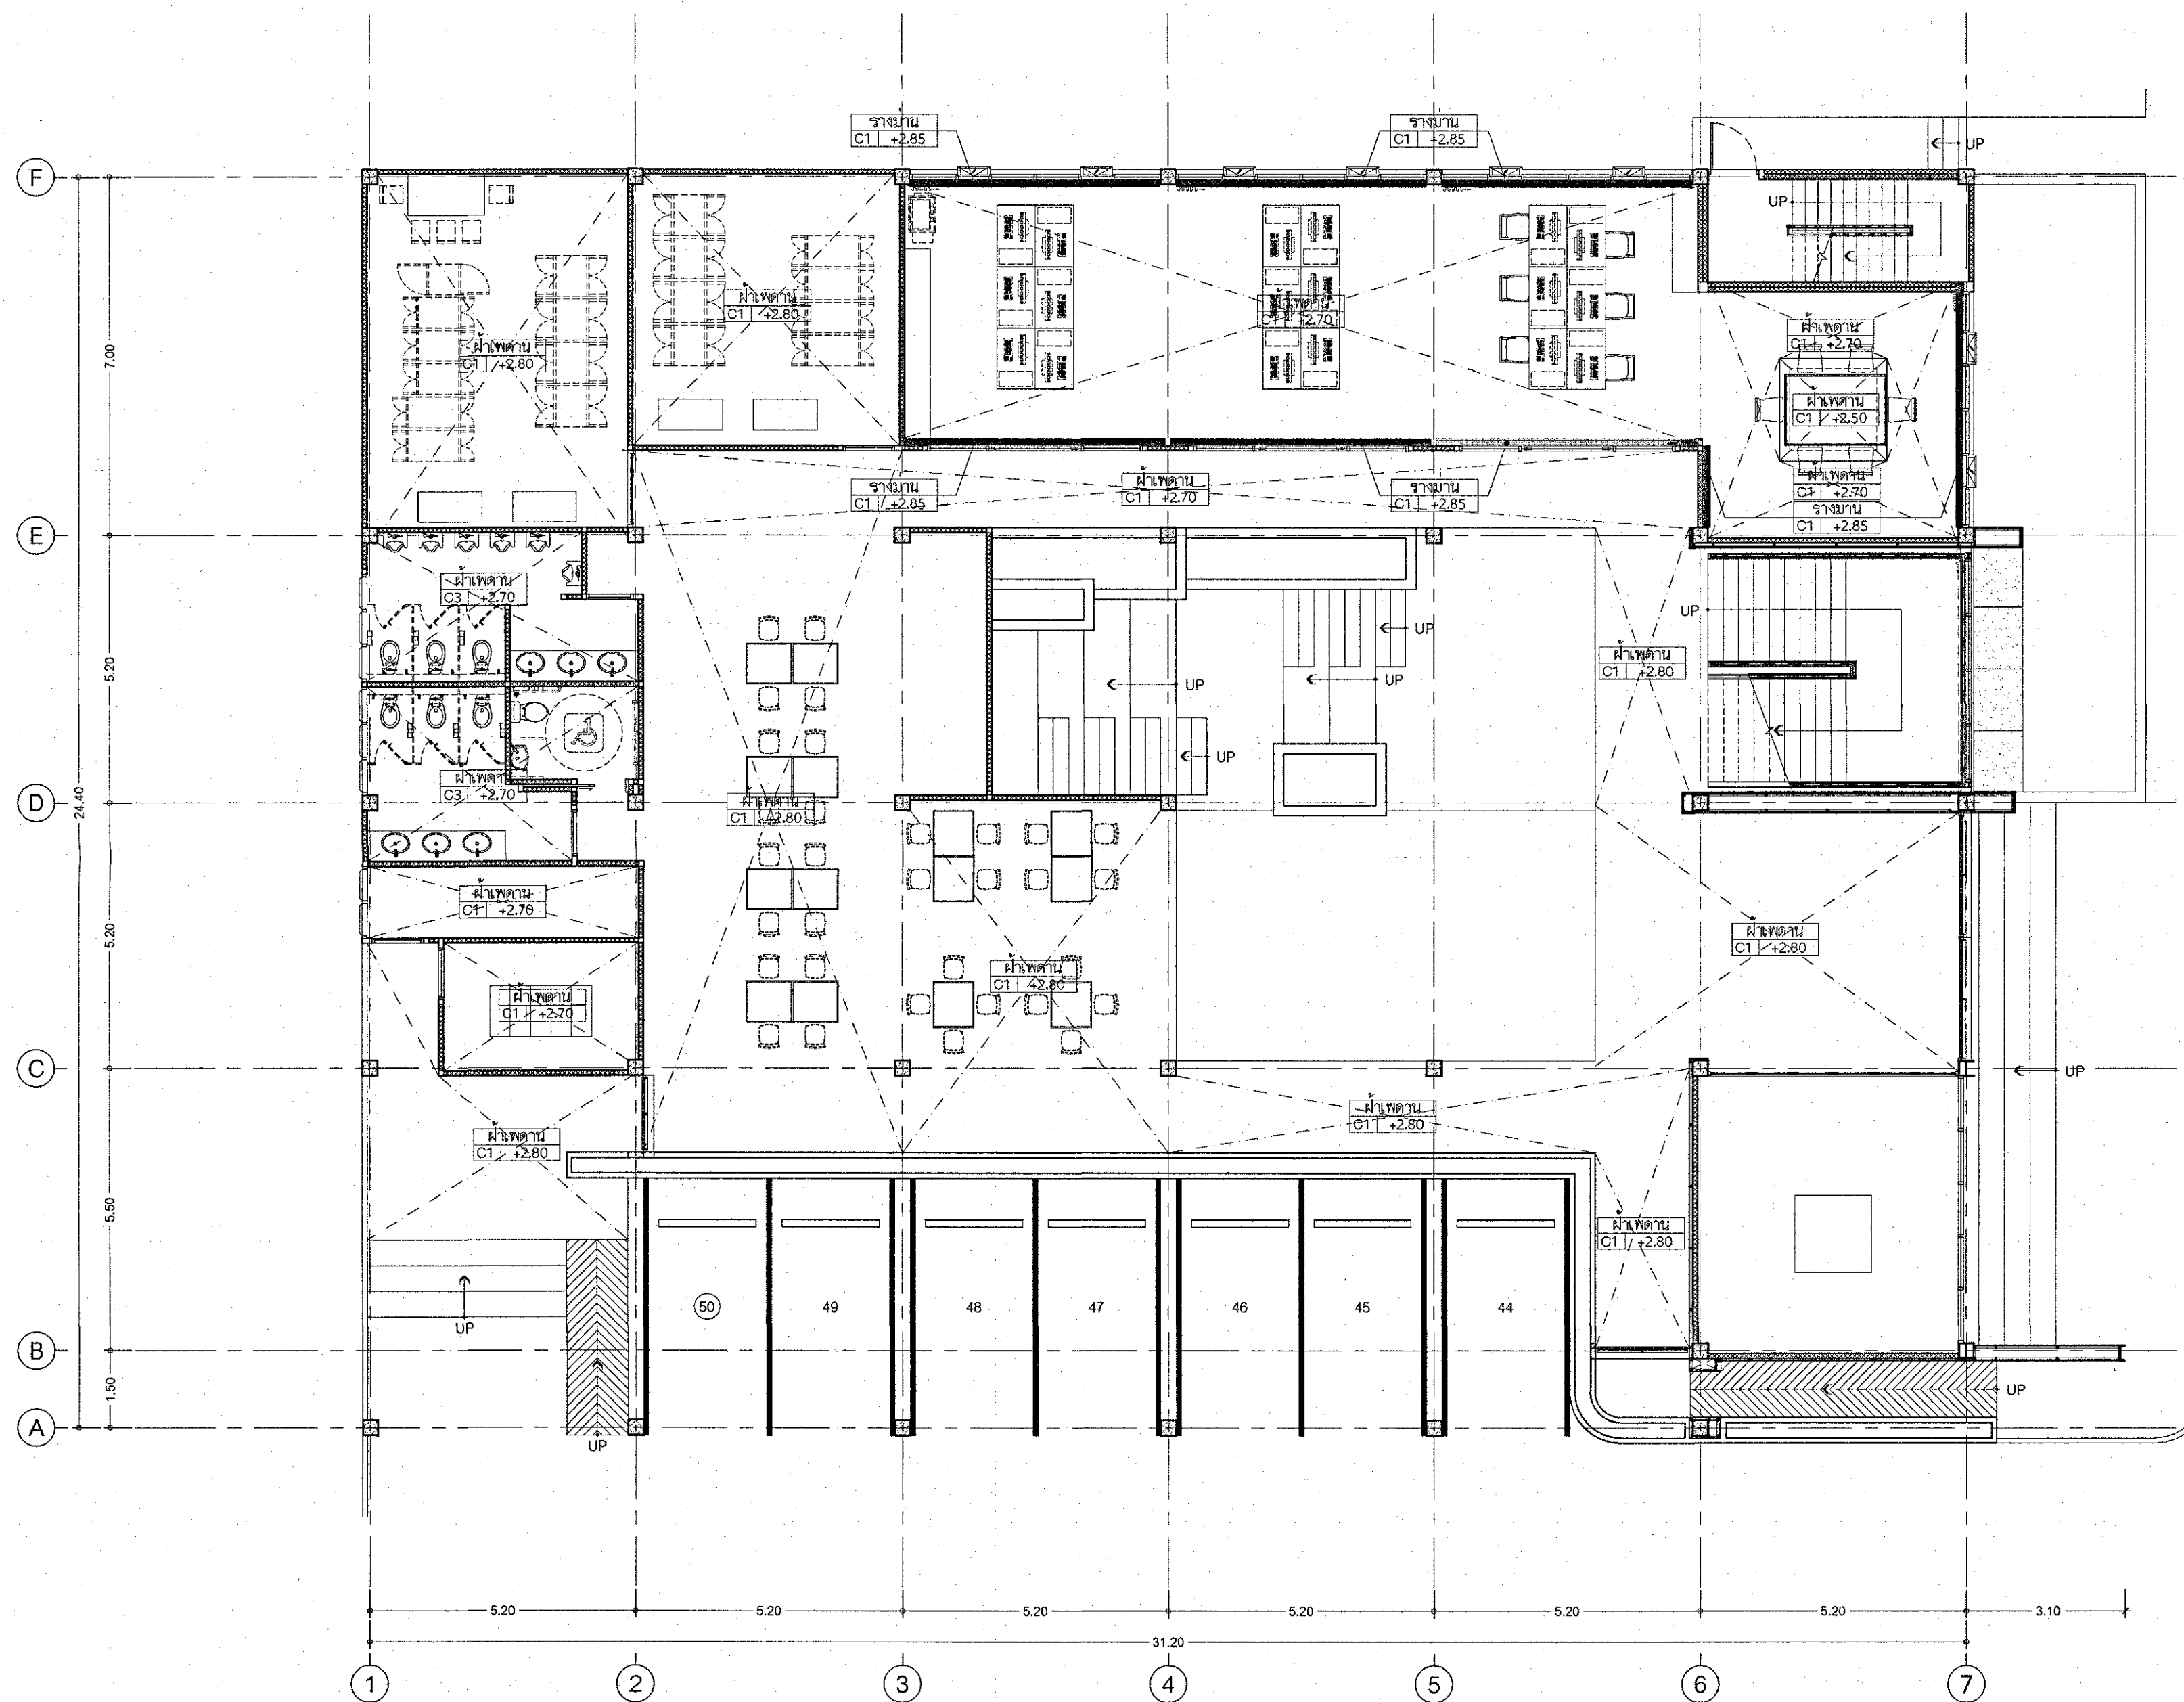 รางม่าน
C1 +2.85
รางม่าน
C1 +2.85
UP
F
UP
ฝ้าเพดาน
C1 +2.80
ฝ้าเพดาน
C1 +2.70
ฝ้าเพดาน
C1 +2.70
ฝ้าเพดาน
C1 +2.80
7.00
ฝ้าเพดาน
C1 +2.50
ฝ้าเพดาน
C1 +2.70
รางม่าน
C1 +2.85
ฝ้าเพดาน
C1 +2.70
รางม่าน
C1 +2.85
รางม่าน
C1 +2.85
E
ฝ้าเพดาน
C3 +2.70
UP
UP
5.20
ฝ้าเพดาน
C1 +2.80
UP
UP
UP
ฝ้าเพดาน
C3 +2.70
24.40
D
ฝ้าเพดาน
C1 +2.80
ฝ้าเพดาน
C1 +2.70
5.20
ฝ้าเพดาน
C1 +2.80
ฝ้าเพดาน
C1 +2.80
ฝ้าเพดาน
C1 +2.70
C
UP
ฝ้าเพดาน
C1 +2.80
ฝ้าเพดาน
C1 +2.80
5.50
ฝ้าเพดาน
C1 +2.80
50 49 48 47 46 45 44
UP
B
1.50
UP
A
UP
5.20 5.20 5.20 5.20 5.20 5.20 3.10
31.20
1 2 3 4 5 6 7